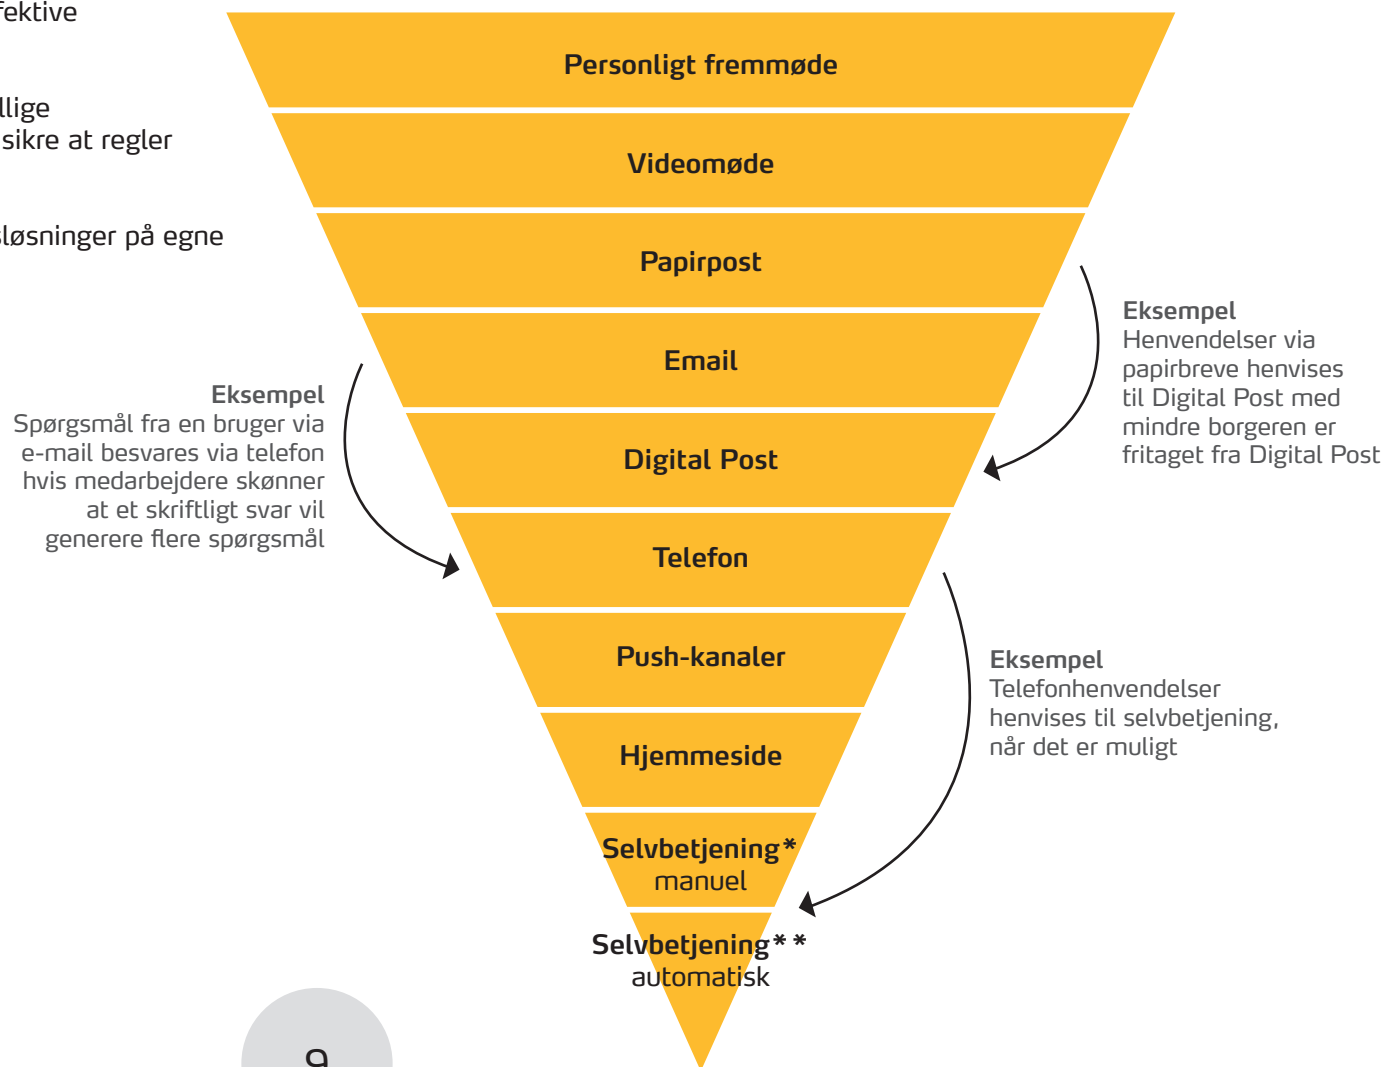 llige
sikre at regler
på egne
Personligt fremmøde
Videomøde
Papirpost
Email
Digital Post
Telefon
Push-kanaler
Hjemmeside
Selvbetjening*
manuel
Selvbetjening**
automatisk
Eksempel
Spørgsmål fra en bruger via
e-mail besvares via telefon
hvis medarbejdere skønner
at et skriftligt svar vil
generere flere spørgsmål
Eksempel
Henvendelser via
papirbreve henvises
til Digital Post med
mindre borgeren er
fritaget fra Digital Post
Eksempel
Telefonhenvendelser
henvises til selvbetjening,
når det er muligt
9